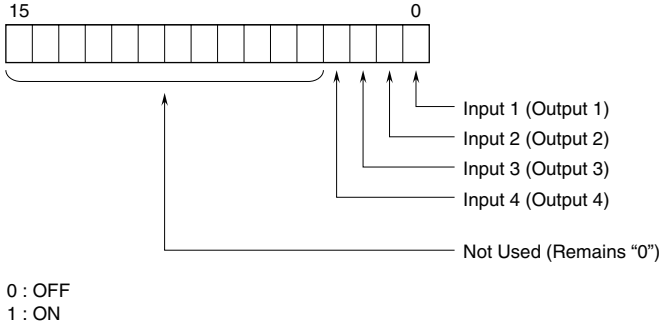 15 0
Input 1 (Output 1)
Input 2 (Output 2)
Input 3 (Output 3)
Input 4 (Output 4)
Not Used (Remains “0”)
0 : OFF
1 : ON